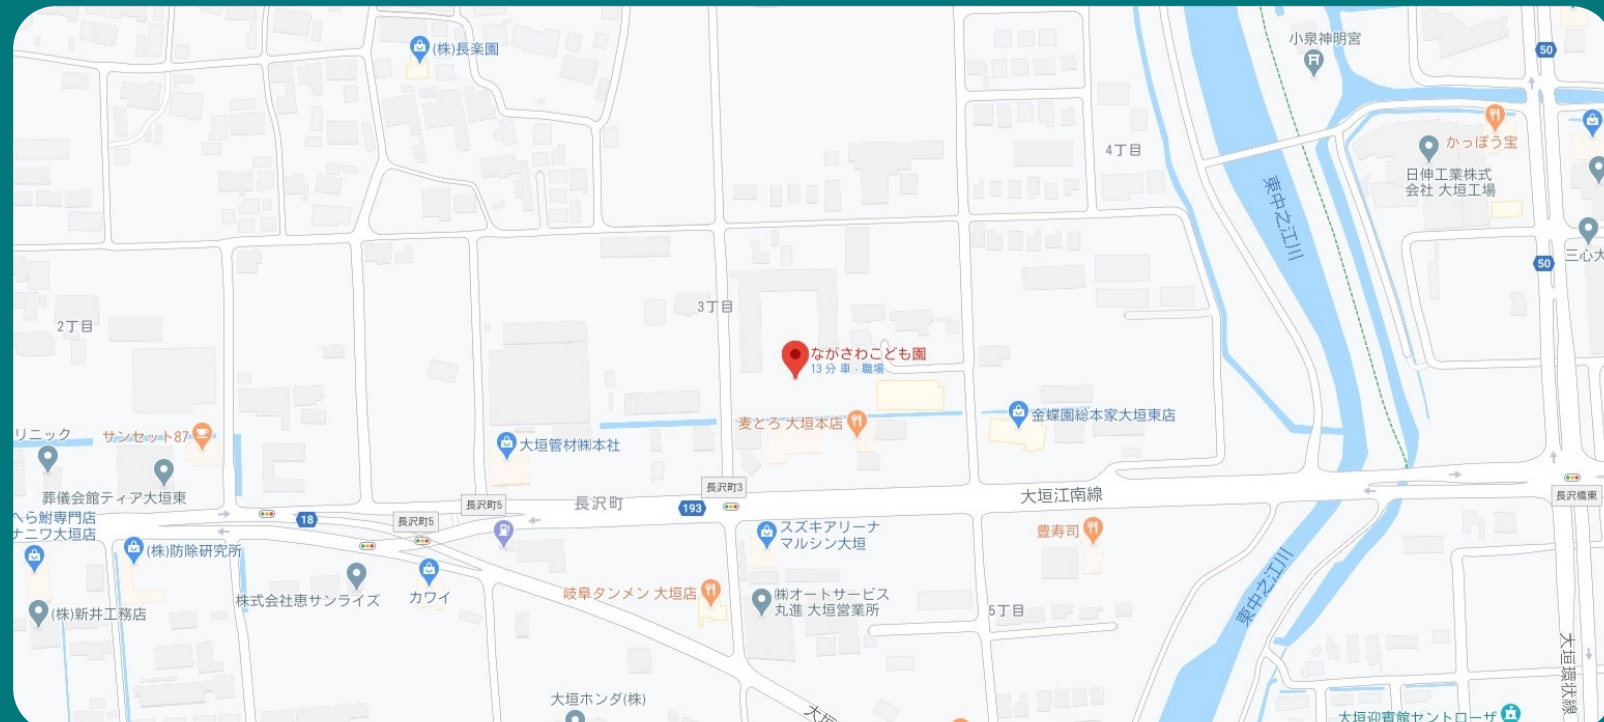 (株)長楽園
小泉神明宮
50
かっぽう宝
4丁目
日伸工業株式
会社 大垣工場
東中之江川
50
三心大
3丁目
2丁目
ながさわこども園
13 分 車 - 職場
金蝶園総本家大垣東店
麦とろ 大垣本店
リニック
サンセット87
大垣管材㈱本社
葬儀会館ティア大垣東
長沢町3
長沢町5
長沢町
193
大垣江南線
長沢橋東
へら鮒専門店
ナニワ大垣店
18
長沢町5
スズキアリーナ
マルシン大垣
豊寿司
(株)防除研究所
株式会社恵サンライズ
カワイ
岐阜タンメン 大垣店
㈱オートサービス
丸進 大垣営業所
5丁目
東中之江川
(株)新井工務店
大垣環状線
大垣ホンダ(株)
大垣迎賓館セントローザ